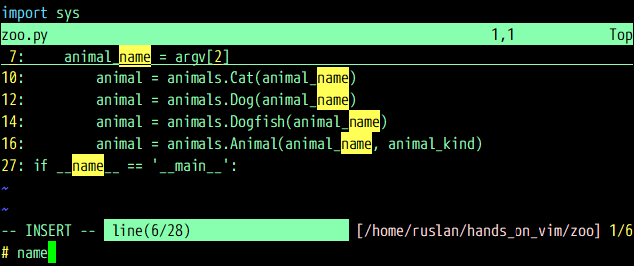 import sys
zoo.py 1,1 Top
7: animal_name = argv[2]
10: animal = animals.Cat(animal_name)
12: animal = animals.Dog(animal_name)
14: animal = animals.Dogfish(animal_name)
16: animal = animals.Animal(animal_name, animal_kind)
27: if __name__ == '__main__':
~
~
-- INSERT -- line(6/28) [/home/ruslan/hands_on_vim/zoo] 1/6
# name